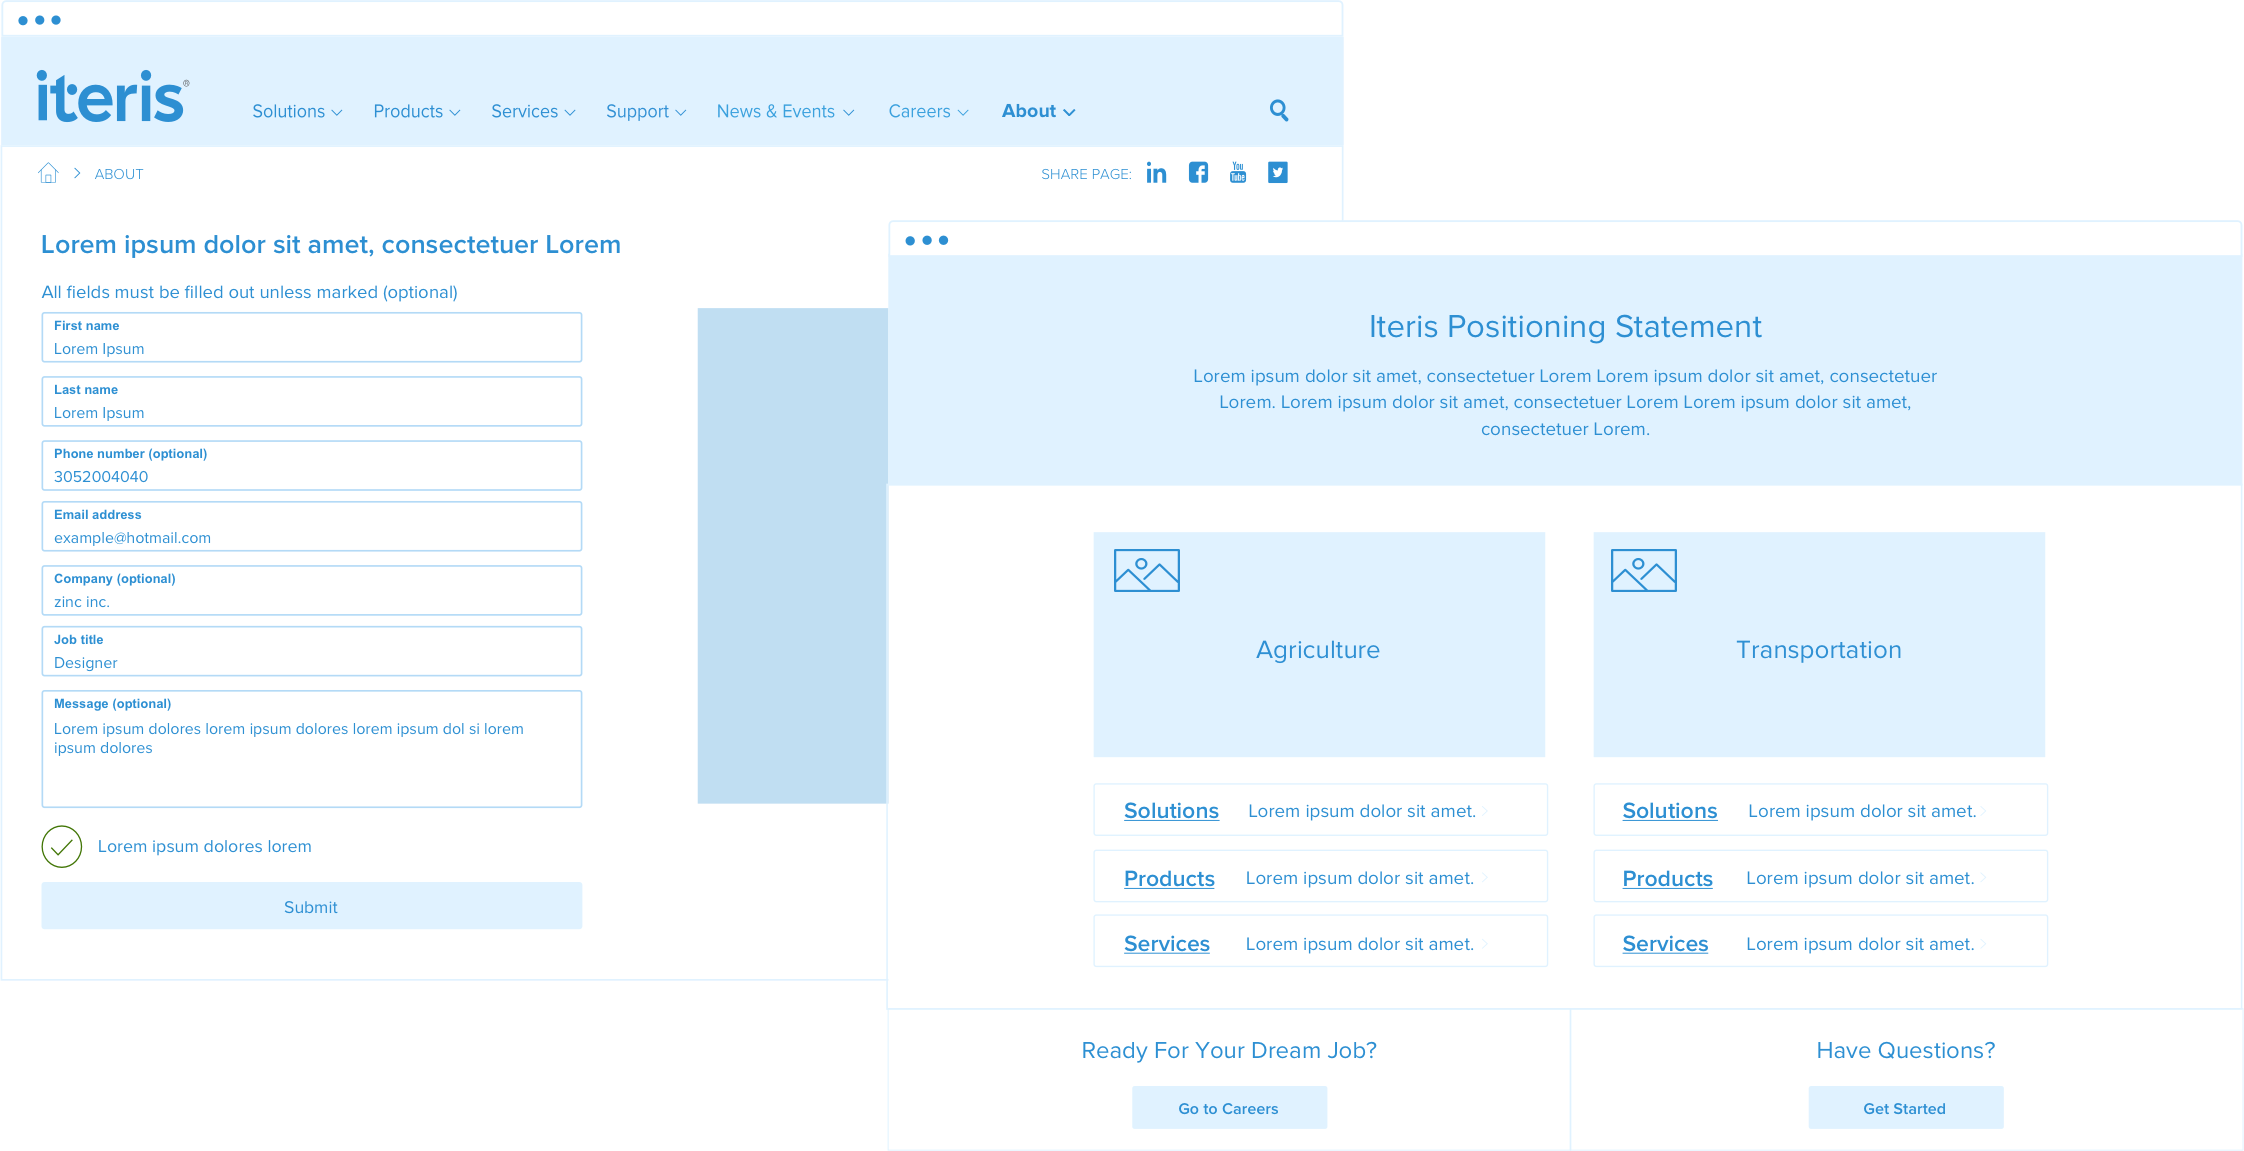 iteris®
Solutions Products Services Support News & Events Careers About
ABOUT
SHARE PAGE: in f You Tube
Lorem ipsum dolor sit amet, consectetuer Lorem
All fields must be filled out unless marked (optional)
First name
Lorem Ipsum
Last name
Lorem Ipsum
Phone number (optional)
3052004040
Email address
example@hotmail.com
Company (optional)
zinc inc.
Job title
Designer
Message (optional)
Lorem ipsum dolores lorem ipsum dolores lorem ipsum dol si lorem
ipsum dolores
Lorem ipsum dolores lorem
Submit
Iteris Positioning Statement
Lorem ipsum dolor sit amet, consectetuer Lorem Lorem ipsum dolor sit amet, consectetuer
Lorem. Lorem ipsum dolor sit amet, consectetuer Lorem Lorem ipsum dolor sit amet,
consectetuer Lorem.
Agriculture
Solutions Lorem ipsum dolor sit amet.
Products Lorem ipsum dolor sit amet.
Services Lorem ipsum dolor sit amet.
Transportation
Solutions Lorem ipsum dolor sit amet.
Products Lorem ipsum dolor sit amet.
Services Lorem ipsum dolor sit amet.
Ready For Your Dream Job?
Go to Careers
Have Questions?
Get Started